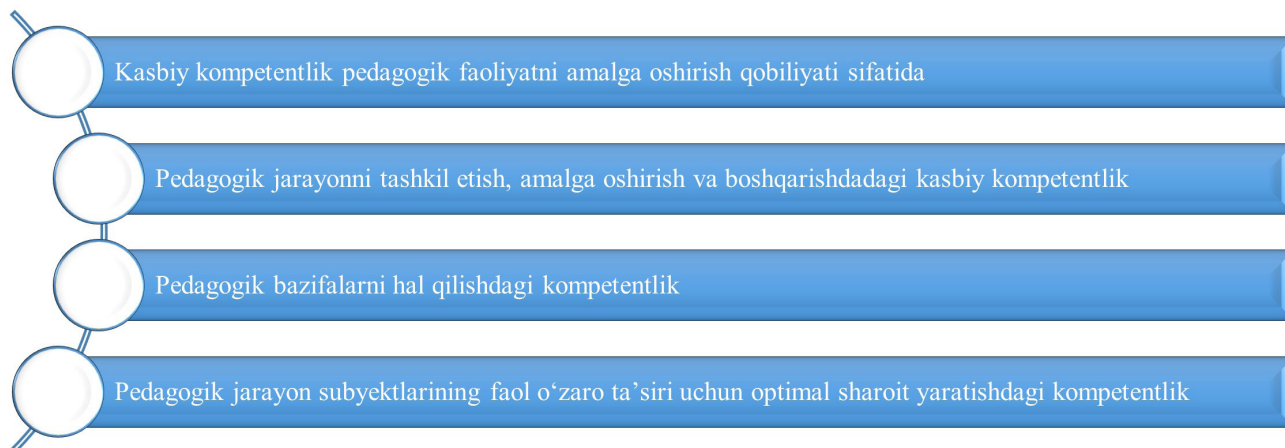 Kasbiy kompetentlik pedagogik faoliyatni amalga oshirish qobiliyati sifatida
Pedagogik jarayonni tashkil etish, amalga oshirish va boshqarishdadagi kasbiy kompetentlik
Pedagogik bazifalarni hal qilishdagi kompetentlik
Pedagogik jarayon subyektlarining faol o‘zaro ta’siri uchun optimal sharoit yaratishdagi kompetentlik